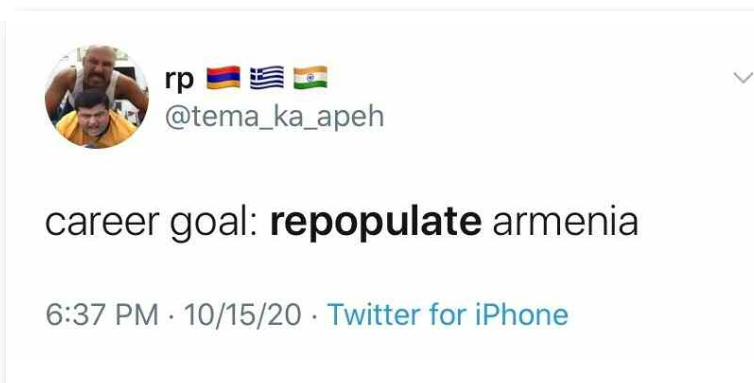 rp 🇦🇲 🇬🇷 🇮🇳
@tema_ka_apeh
career goal: repopulate armenia
6:37 PM · 10/15/20 · Twitter for iPhone